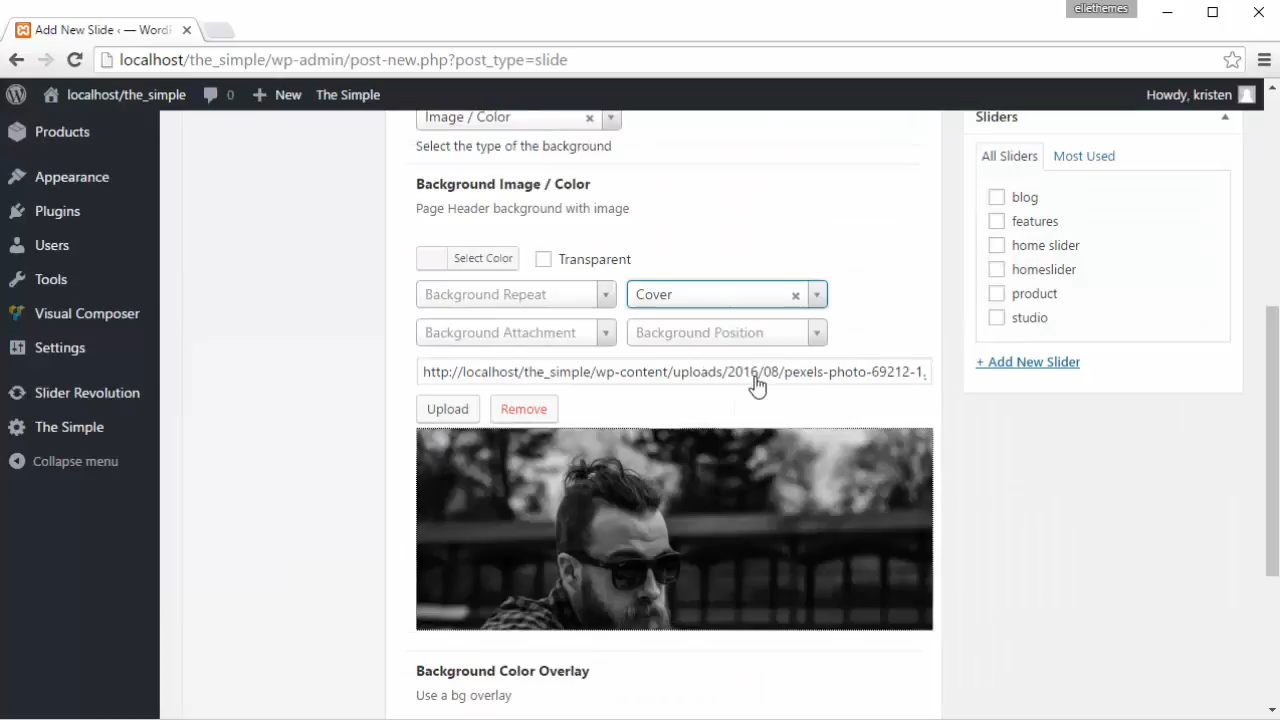 ellethemes
Add New Slide ‹ — WordP
localhost/the_simple/wp-admin/post-new.php?post_type=slide
localhost/the_simple 0 New The Simple Howdy, kristen
Products
Appearance
Plugins
Users
Tools
Visual Composer
Settings
Slider Revolution
The Simple
Collapse menu
Image / Color
Select the type of the background
Background Image / Color
Page Header background with image
Select Color Transparent
Background Repeat Cover
Background Attachment Background Position
http://localhost/the_simple/wp-content/uploads/2016/08/pexels-photo-69212-1.
Upload Remove
Background Color Overlay
Use a bg overlay
Sliders
All Sliders Most Used
blog
features
home slider
homeslider
product
studio
+ Add New Slider